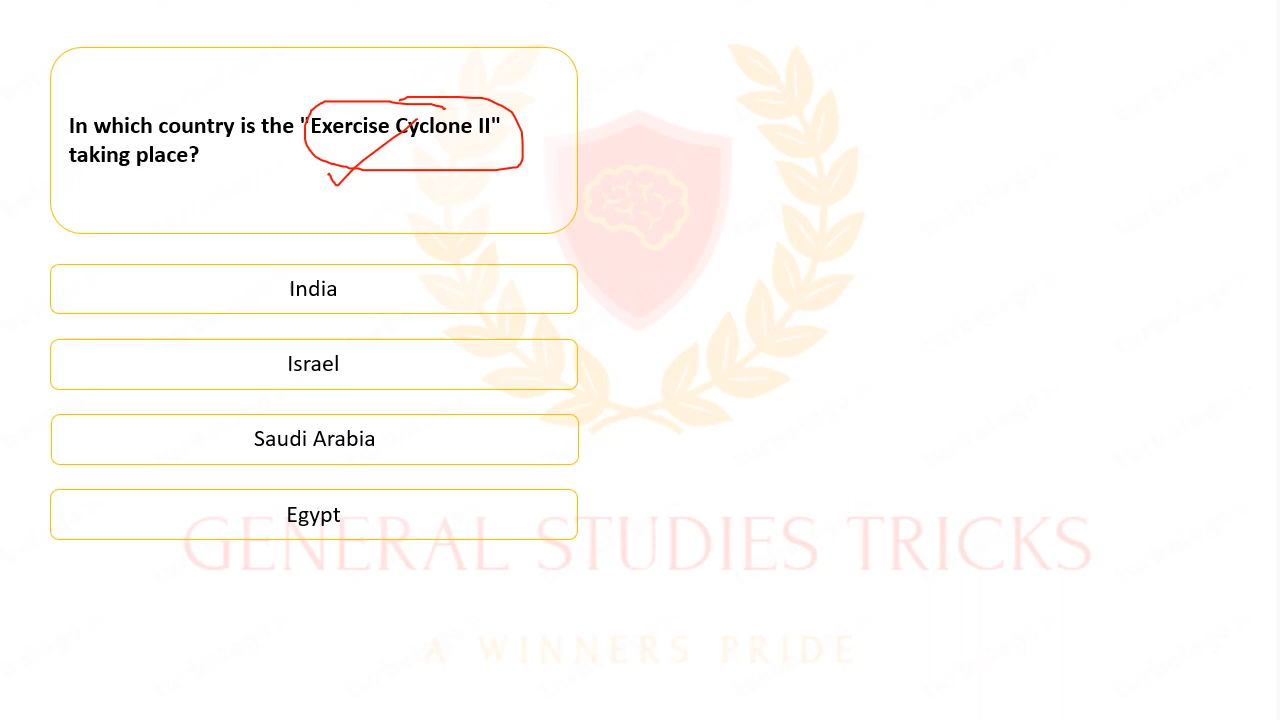 In which country is the "Exercise Cyclone II"
taking place?
India
Israel
Saudi Arabia
Egypt
GENERAL STUDIES TRICKS
A WINNERS PRIDE